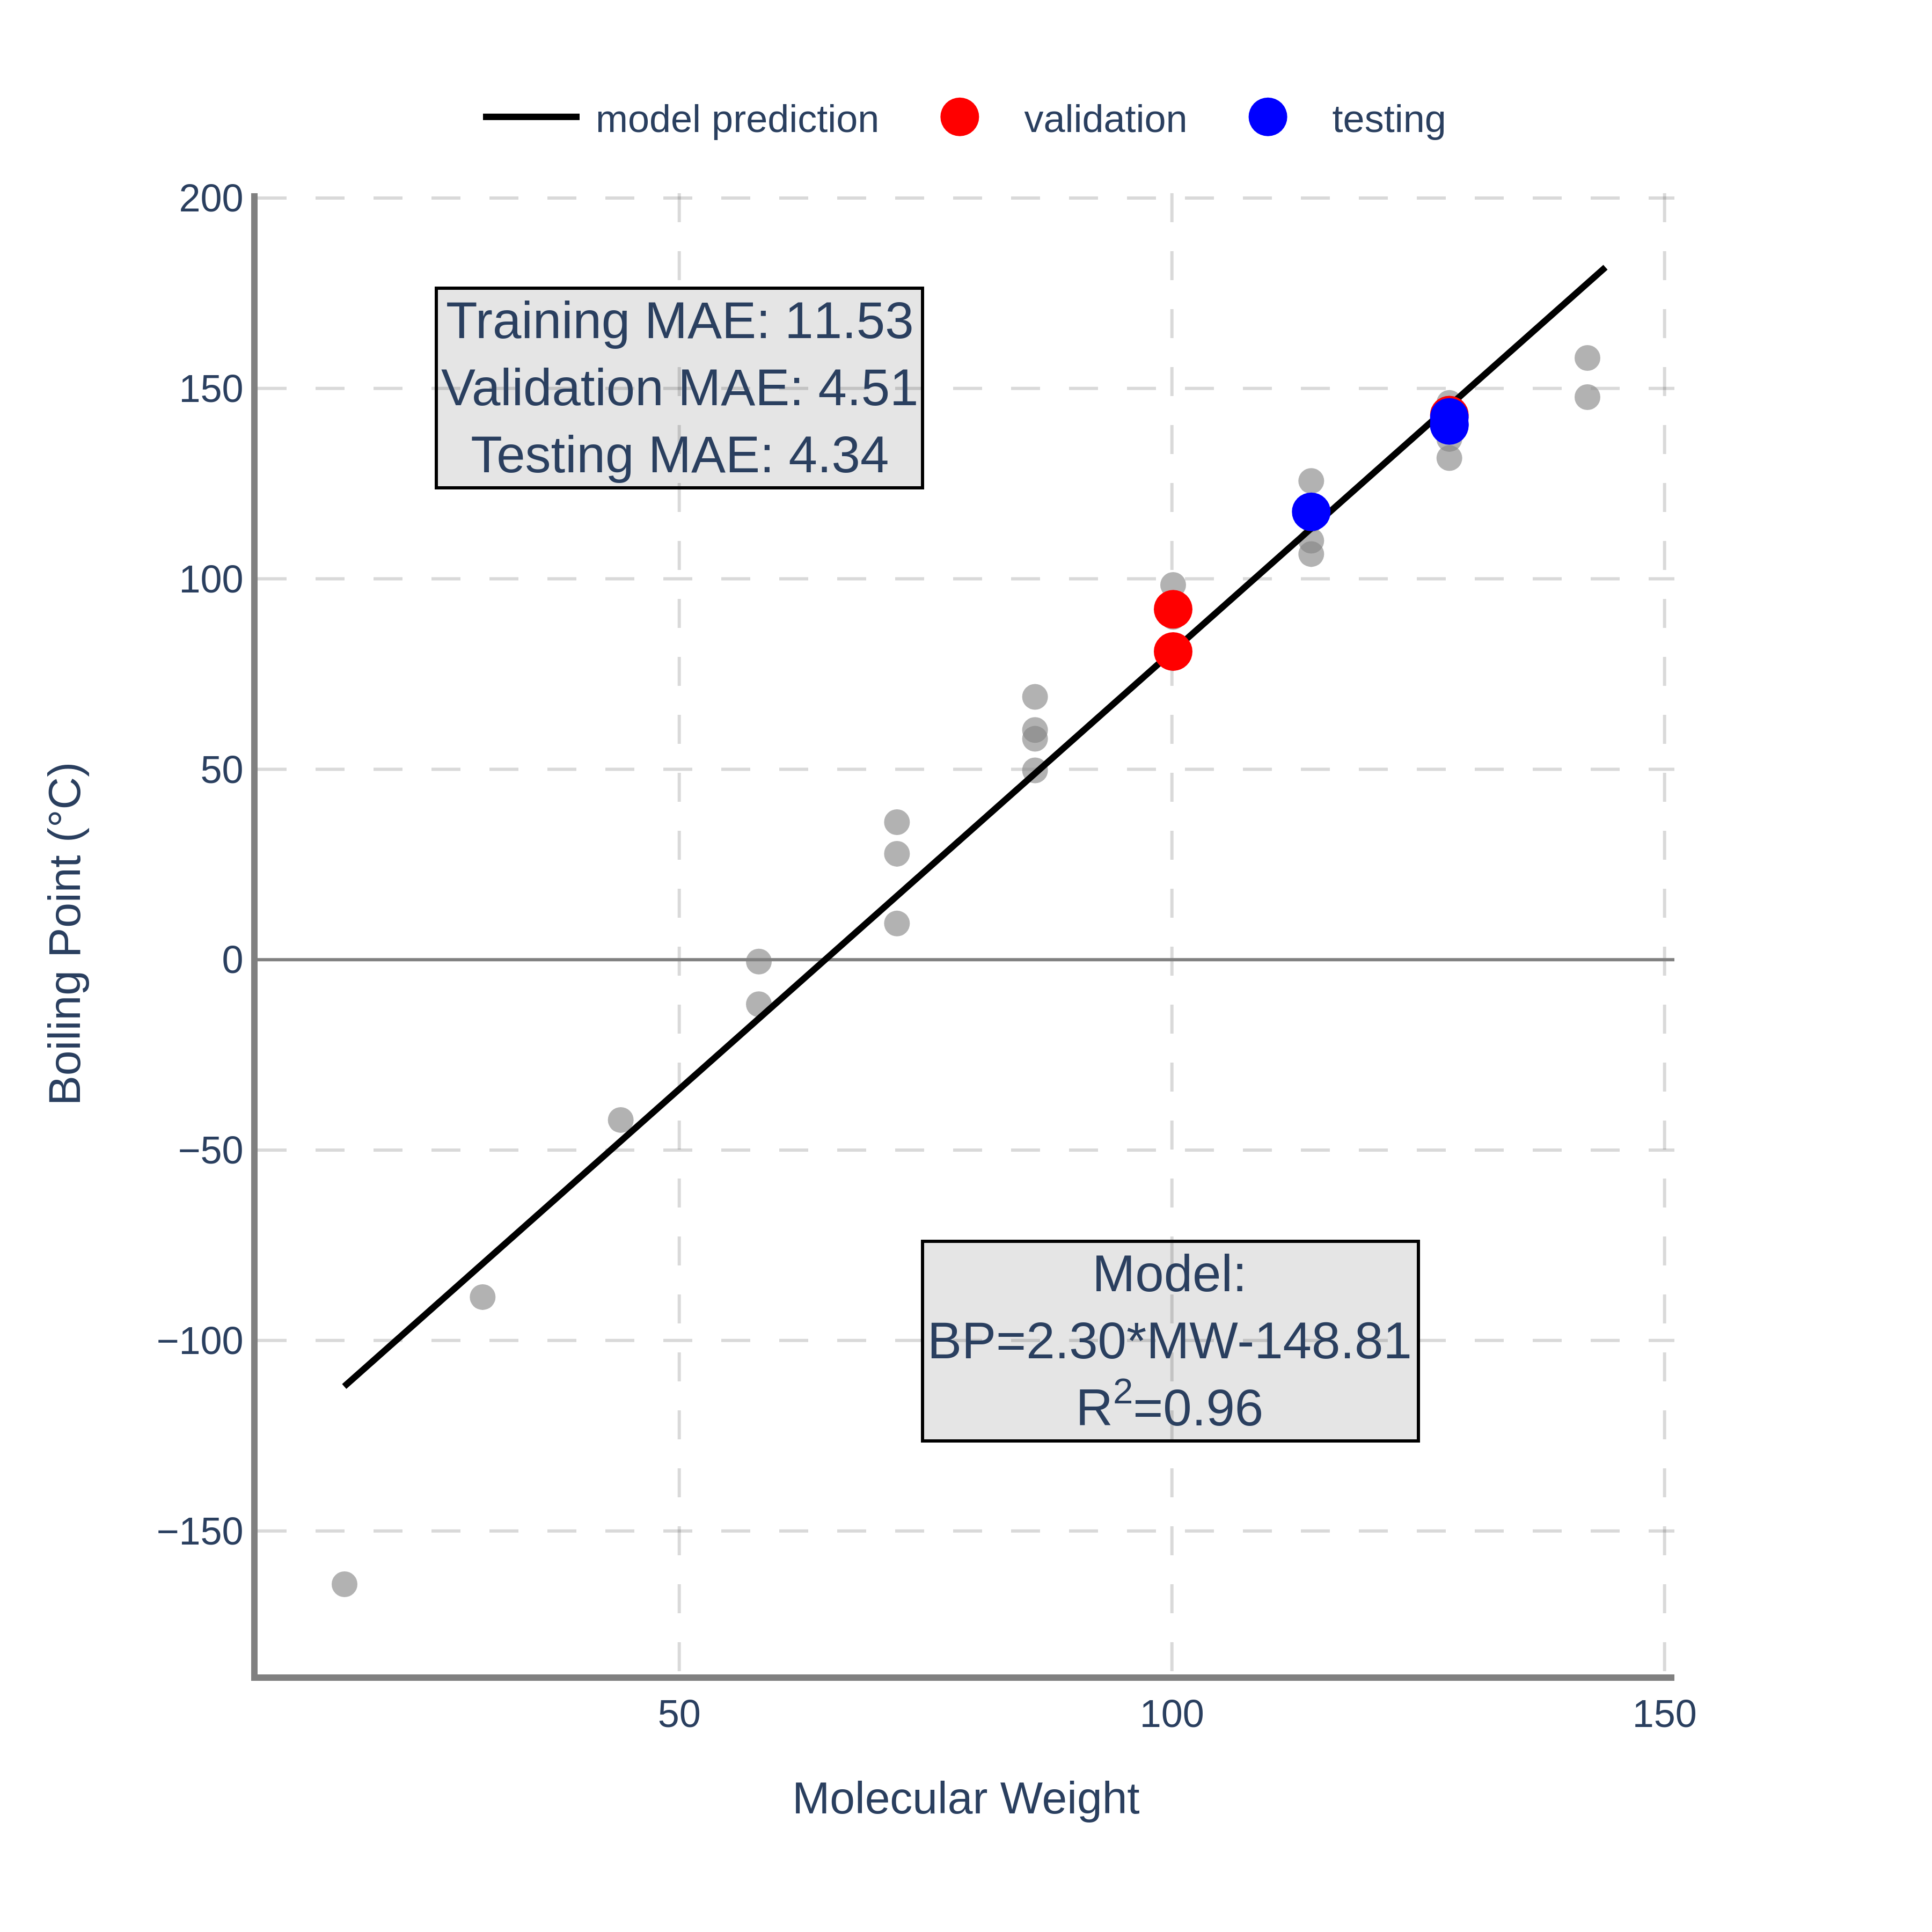 model prediction
validation
testing
200
150
100
50
0
−50
−100
−150
Training MAE: 11.53
Validation MAE: 4.51
Testing MAE: 4.34
Boiling Point (°C)
Model:
BP=2.30*MW-148.81
R²=0.96
50
100
150
Molecular Weight